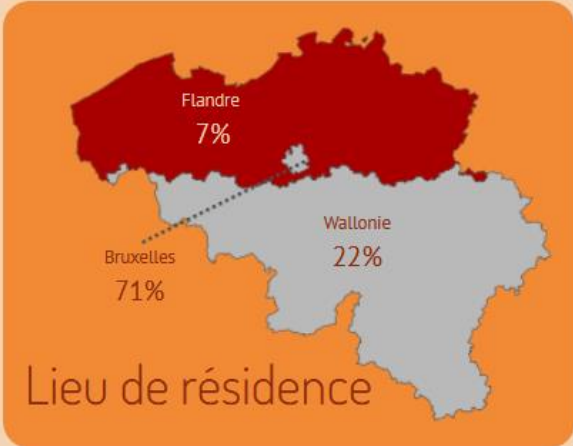 Flandre
7%
Wallonie
22%
Bruxelles
71%
Lieu de résidence